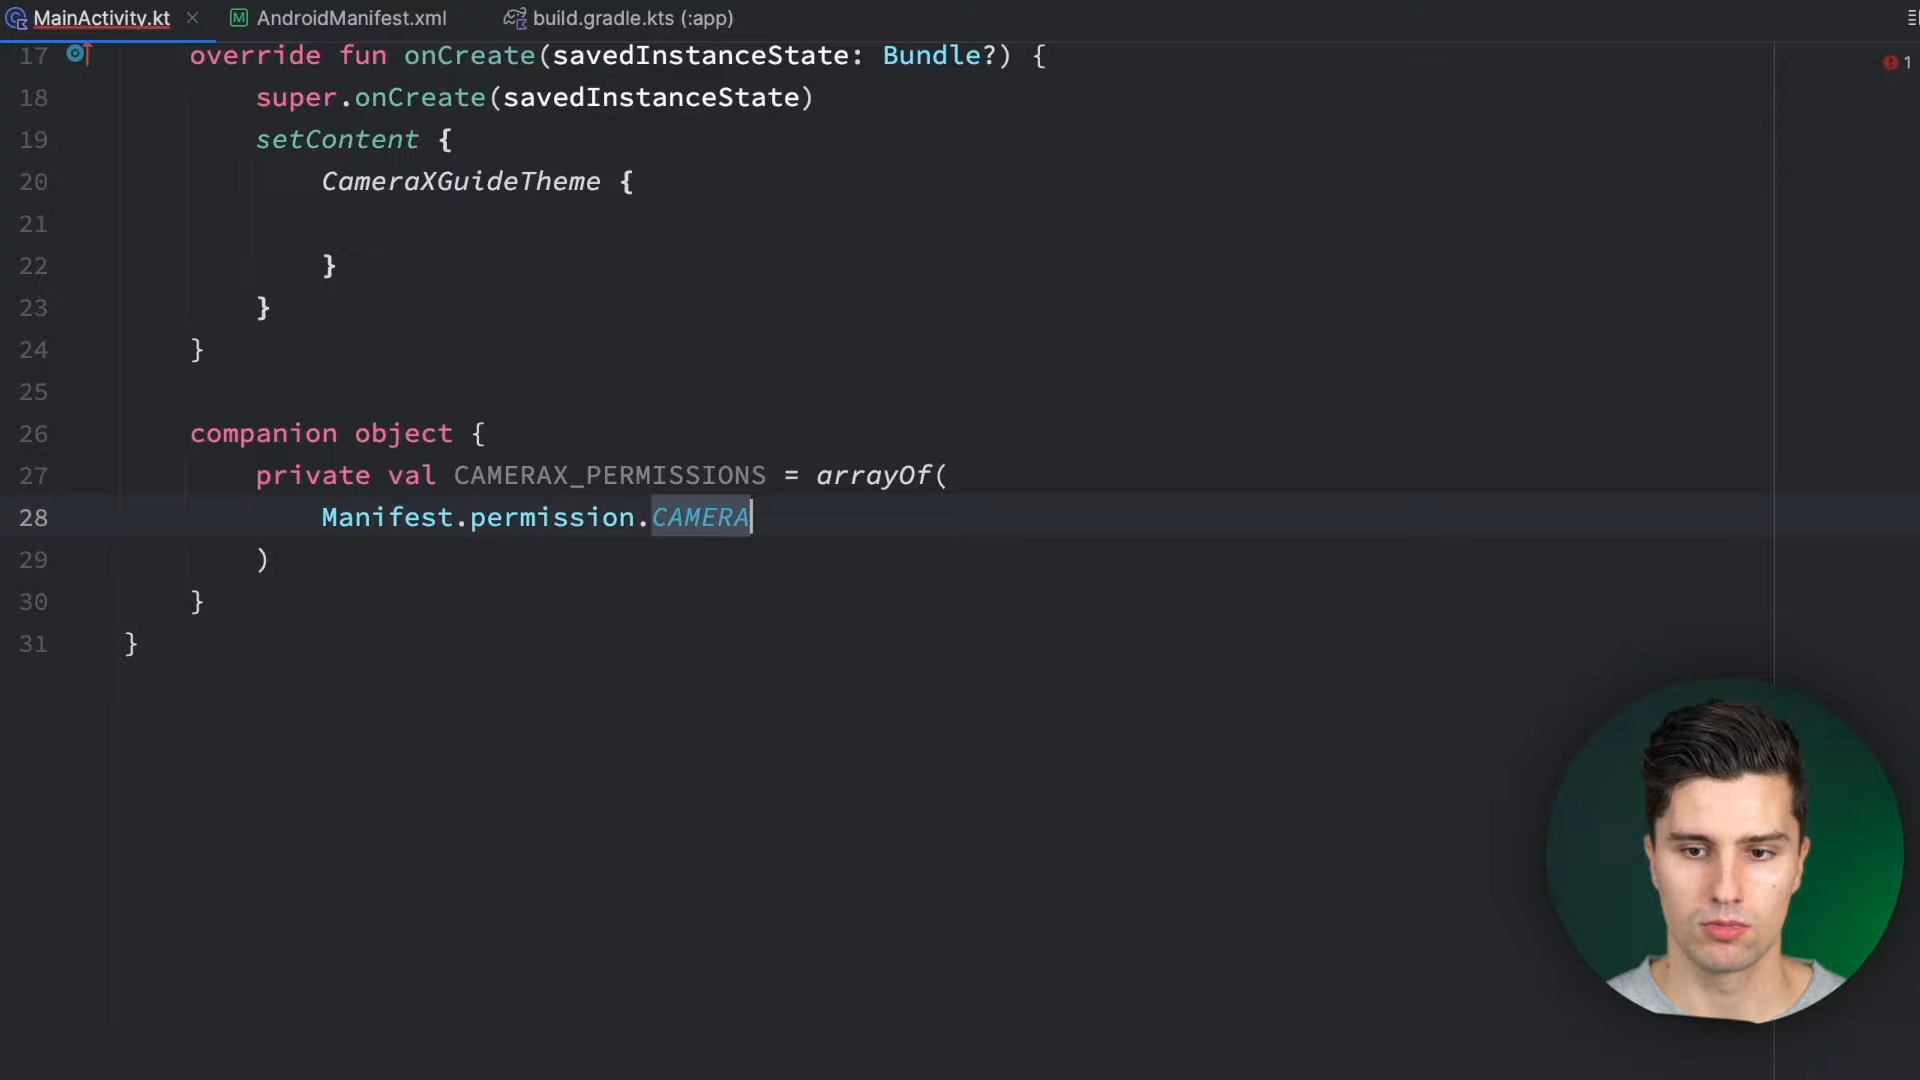 MainActivity.kt
AndroidManifest.xml
build.gradle.kts (:app)
17 override fun onCreate(savedInstanceState: Bundle?) {
1
18 super.onCreate(savedInstanceState)
19 setContent {
20 CameraXGuideTheme {
21
22 }
23 }
24 }
25
26 companion object {
27 private val CAMERAX_PERMISSIONS = arrayOf(
28 Manifest.permission.CAMERA
29 )
30 }
31 }